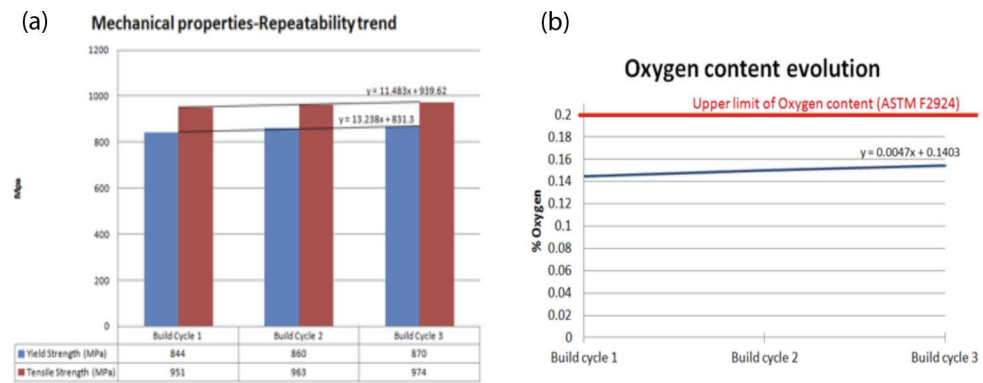 (a)
Mechanical properties-Repeatability trend
1200
1000
800
600
400
200
0
Mpa
y = 11.483x + 939.62
y = 13.238x + 831.3
Build Cycle 1 Build Cycle 2 Build Cycle 3
Yield Strength (MPa) 844 860 870
Tensile Strength (MPa) 951 963 974
(b)
Oxygen content evolution
Upper limit of Oxygen content (ASTM F2924)
0.2
0.18
0.16
0.14
0.12
0.1
0.08
0.06
0.04
0.02
0
% Oxygen
y = 0.0047x + 0.1403
Build cycle 1 Build cycle 2 Build cycle 3